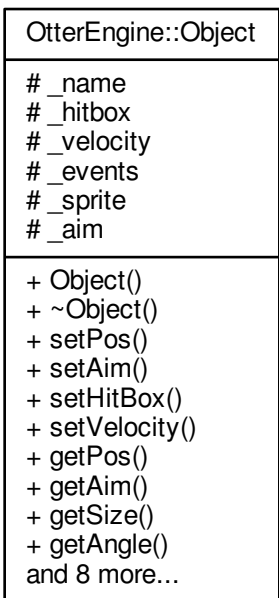 OtterEngine::Object
# _name
# _hitbox
# _velocity
# _events
# _sprite
# _aim
+ Object()
+ ~Object()
+ setPos()
+ setAim()
+ setHitBox()
+ setVelocity()
+ getPos()
+ getAim()
+ getSize()
+ getAngle()
and 8 more...